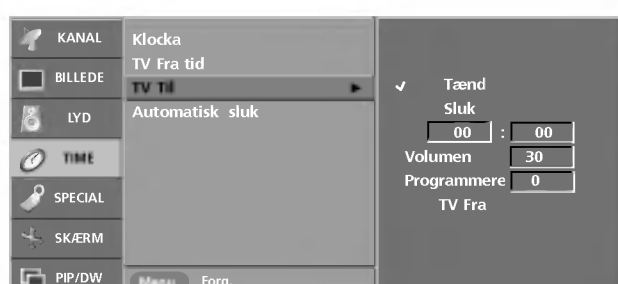 KANAL
BILLEDE
LYD
TIME
SPECIAL
SKÆRM
PIP/DW
Klocka
TV Fra tid
TV Til
Automatisk sluk
Menu Forg.
✓ Tænd
Sluk
00 : 00
Volumen 30
Programmere 0
TV Fra